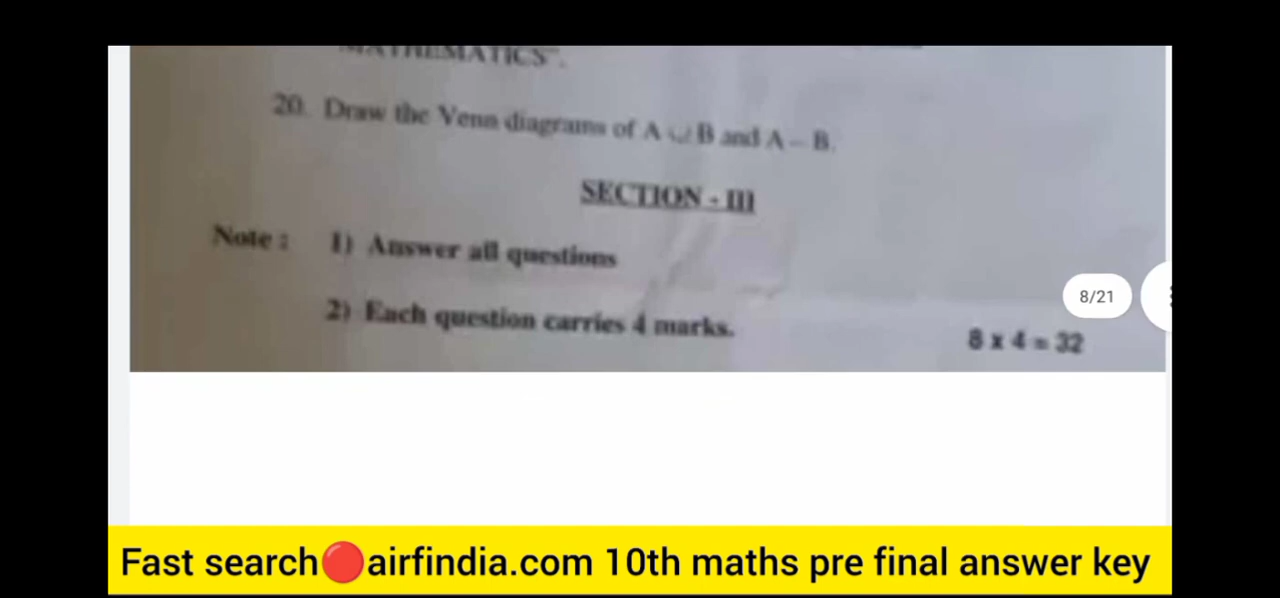 MATHEMATICS".
20. Draw the Venn diagrams of A ∪ B and A – B.
SECTION - III
Note : 1) Answer all questions
2) Each question carries 4 marks.
8 x 4 = 32
8/21
Fast search🔴airfindia.com 10th maths pre final answer key